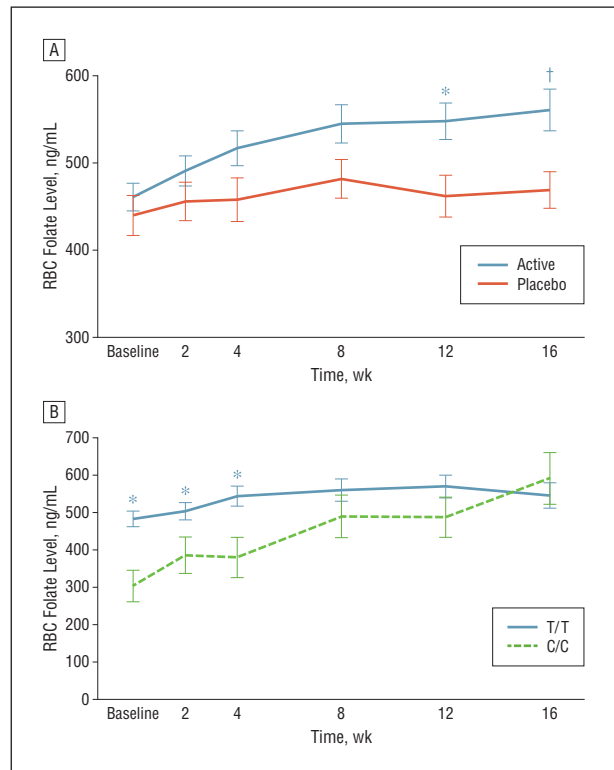 A
600
*
†
500
400
300
RBC Folate Level, ng/mL
Active
Placebo
Baseline 2 4 8 12 16
Time, wk
B
700
600
500
400
300
200
100
0
* * *
RBC Folate Level, ng/mL
T/T
C/C
Baseline 2 4 8 12 16
Time, wk